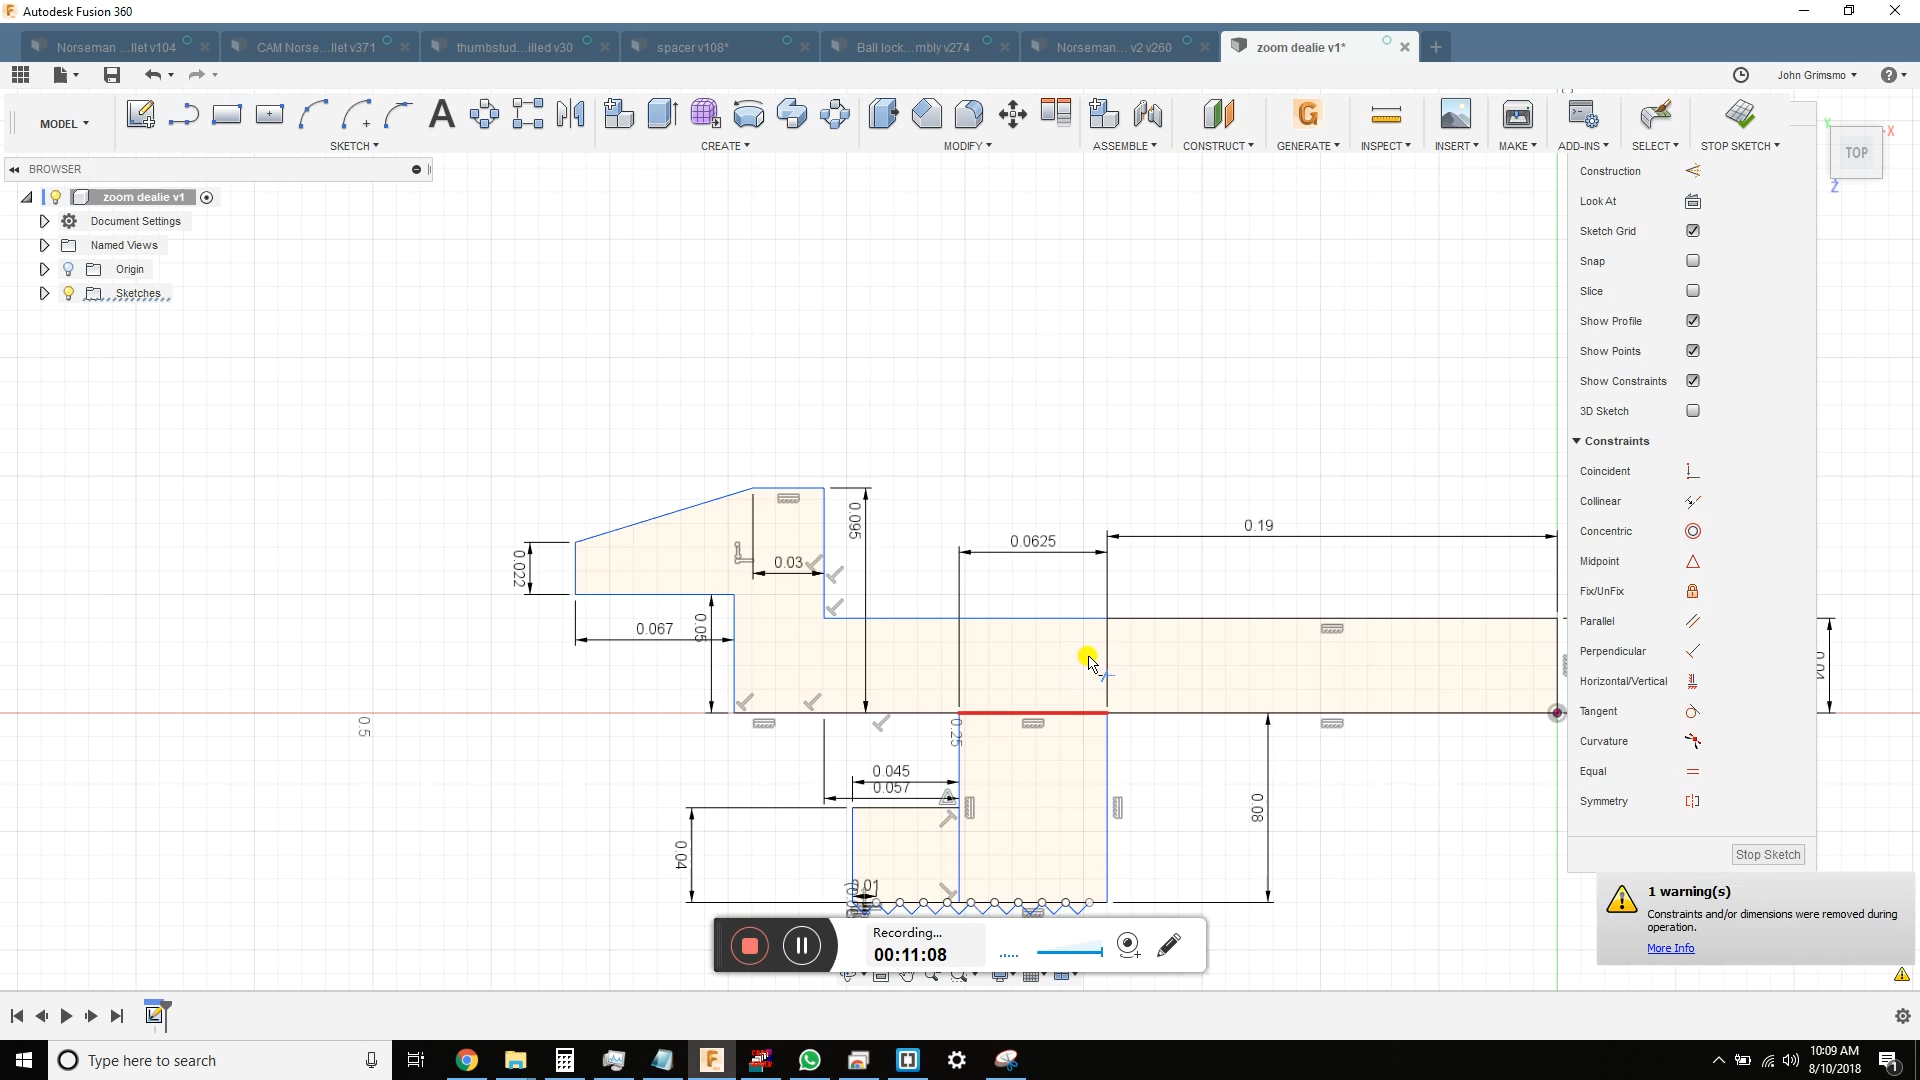 Autodesk Fusion 360
Norseman ...llet v104
CAM Norse...llet v371
thumbstud...illed v30
spacer v108*
Ball lock...mbly v274
Norseman... v2 v260
zoom dealie v1*
John Grimsmo
MODEL
SKETCH
CREATE
MODIFY
ASSEMBLE
CONSTRUCT
GENERATE
INSPECT
INSERT
MAKE
ADD-INS
SELECT
STOP SKETCH
TOP
X
Y
Z
BROWSER
zoom dealie v1
Document Settings
Named Views
Origin
Sketches
Construction
Look At
Sketch Grid
Snap
Slice
Show Profile
Show Points
Show Constraints
3D Sketch
Constraints
Coincident
Collinear
Concentric
Midpoint
Fix/UnFix
Parallel
Perpendicular
Horizontal/Vertical
Tangent
Curvature
Equal
Symmetry
Stop Sketch
0.095
0.19
0.0625
0.022
0.03
0.067
0.05
0.04
0.5
0.25
0.045
0.057
0.08
0.04
0.01
1 warning(s)
Constraints and/or dimensions were removed during
operation.
More Info
Recording...
00:11:08
Type here to search
10:09 AM
8/10/2018
1